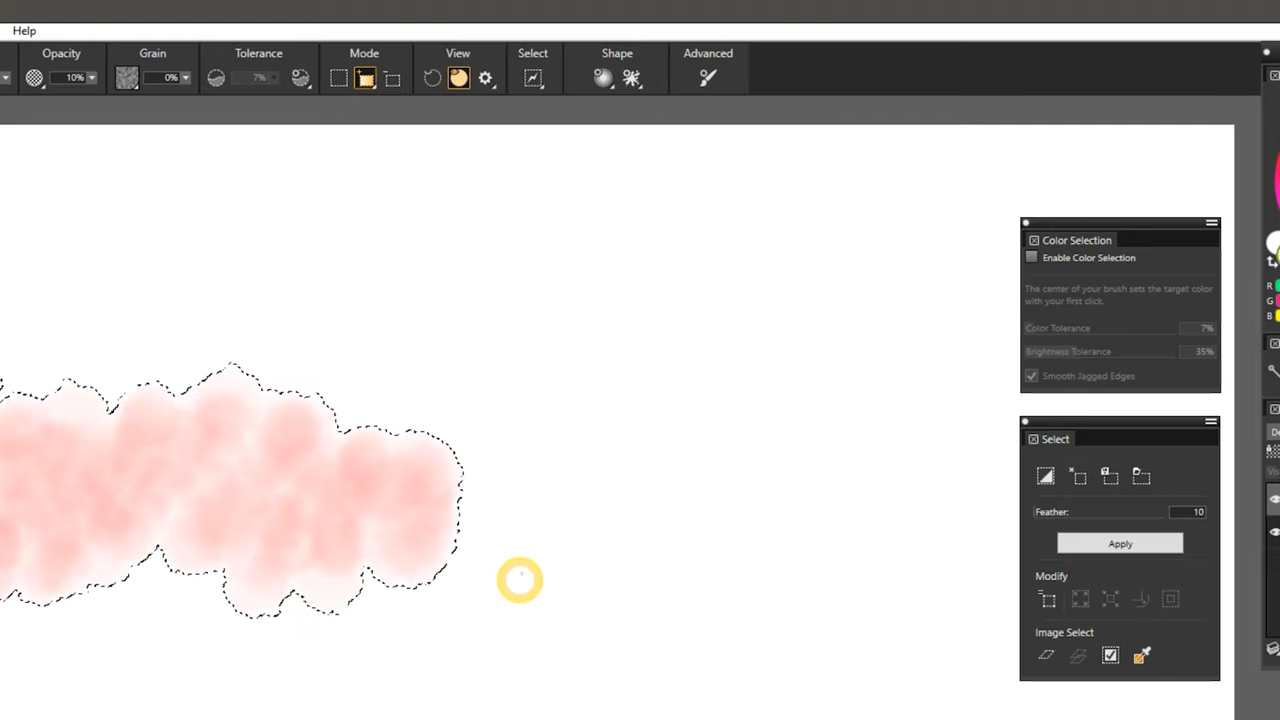 Help
Opacity Grain Tolerance Mode View Select Shape Advanced
10% 0% 7%
Color Selection
Enable Color Selection
The center of your brush sets the target color
with your first click.
Color Tolerance 7%
Brightness Tolerance 35%
Smooth Jagged Edges
Select
Feather: 10
Apply
Modify
Image Select
R
G
B
De